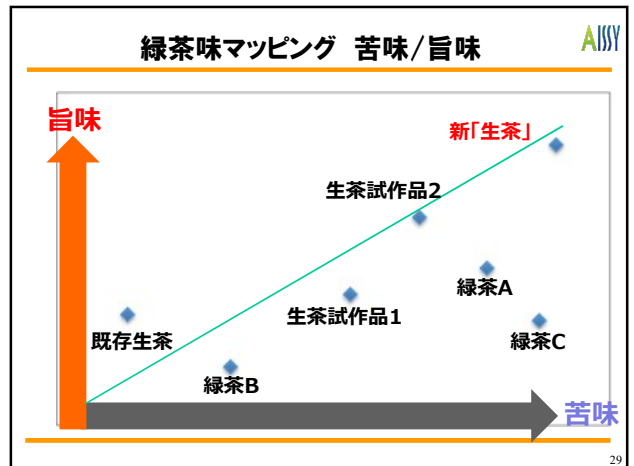 緑茶味マッピング 苦味/旨味
AISSY
旨味
新「生茶」
生茶試作品2
緑茶A
生茶試作品1
既存生茶
緑茶C
緑茶B
苦味
29